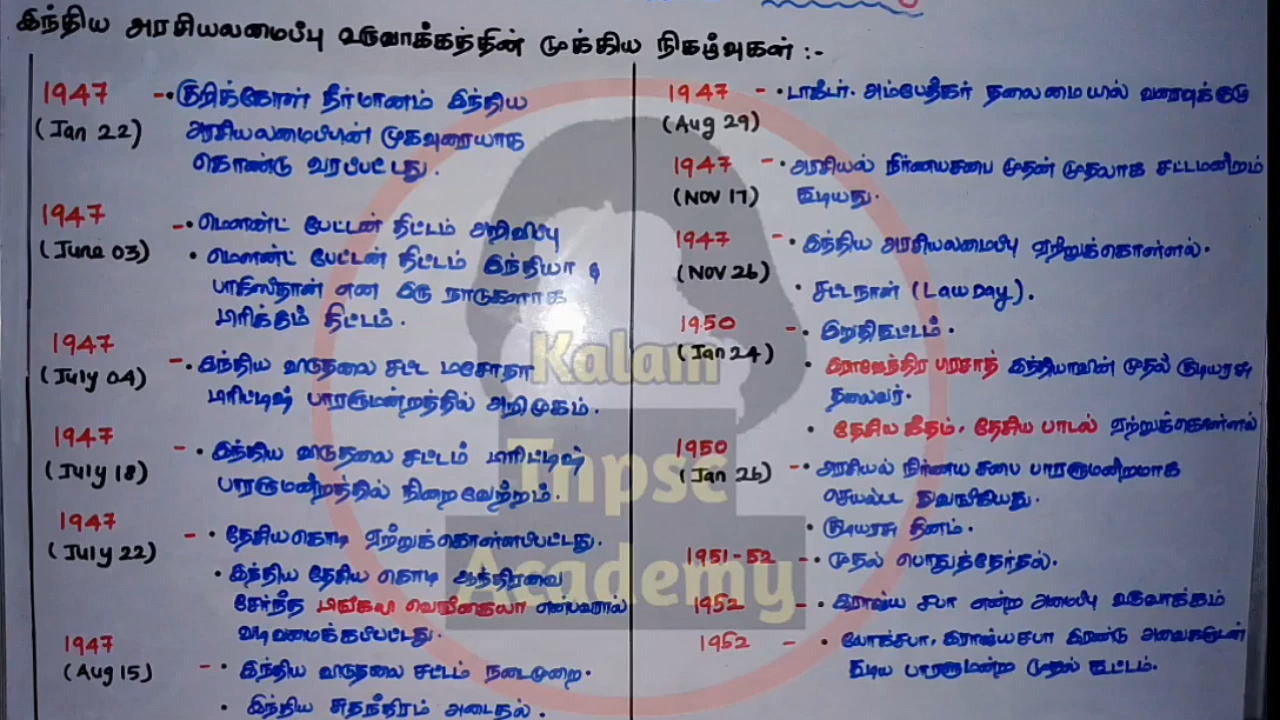 இந்திய அரசியலமைப்பு உருவாக்கத்தின் முக்கிய நிகழ்வுகள் :-
1947 - • குறிக்கோள் தீர்மானம் இந்திய
(Jan 22) அரசியலமைப்பின் முகவுரையாக
கொண்டு வரப்பட்டது.
1947 - • மௌண்ட் பேட்டன் திட்டம் அறிவிப்பு
(June 03) • மௌண்ட் பேட்டன் திட்டம் இந்தியா &
பாகிஸ்தான் என இரு நாடுகளாக
பிரிக்கும் திட்டம்.
1947 - • இந்திய விடுதலை சட்ட மசோதா
(July 04) பிரிட்டிஷ் பாராளுமன்றத்தில் அறிமுகம்.
1947 - • இந்திய விடுதலை சட்டம் பிரிட்டிஷ்
(July 18) பாராளுமன்றத்தில் நிறைவேற்றம்.
1947 - • தேசியகொடி ஏற்றுக்கொள்ளப்பட்டது.
(July 22) • இந்திய தேசிய கொடி ஆந்திரவை
சேர்ந்த பிங்கலி வெங்கையா என்பவரால்
வடிவமைக்கப்பட்டது.
1947
(Aug 15) - • இந்திய விடுதலை சட்டம் நடைமுறை.
• இந்திய சுதந்திரம் அடைதல்.
1947 - • டாக்டர். அம்பேத்கர் தலைமையில் வரைவுக்குழு
(Aug 29)
1947 - • அரசியல் நிர்ணயசபை முதன் முதலாக சட்டமன்றம்
(Nov 17) கூடியது.
1947 - • இந்திய அரசியலமைப்பு ஏற்றுக்கொள்ளல்.
(Nov 26)
• சட்டநாள் (Law Day).
1950 - • இறுதிகூட்டம்.
(Jan 24)
• இராஜேந்திர பிரசாத் இந்தியாவின் முதல் குடியரசு
தலைவர்.
• தேசிய கீதம், தேசிய பாடல் ஏற்றுக்கொள்ளல்
1950
(Jan 26) - • அரசியல் நிர்ணய சபை பாராளுமன்றமாக
செயல்பட துவங்கியது.
• குடியரசு தினம்.
1951-52 - • முதல் பொதுத்தேர்தல்.
1952 - • இராஜ்ய சபா என்ற அமைப்பு உருவாக்கம்
1952 - • லோக்சபா, இராஜ்யசபா இரண்டு அவைகளுடன்
கூடிய பாராளுமன்ற முதல் கூட்டம்.
Kalam
Tnpsc
Academy